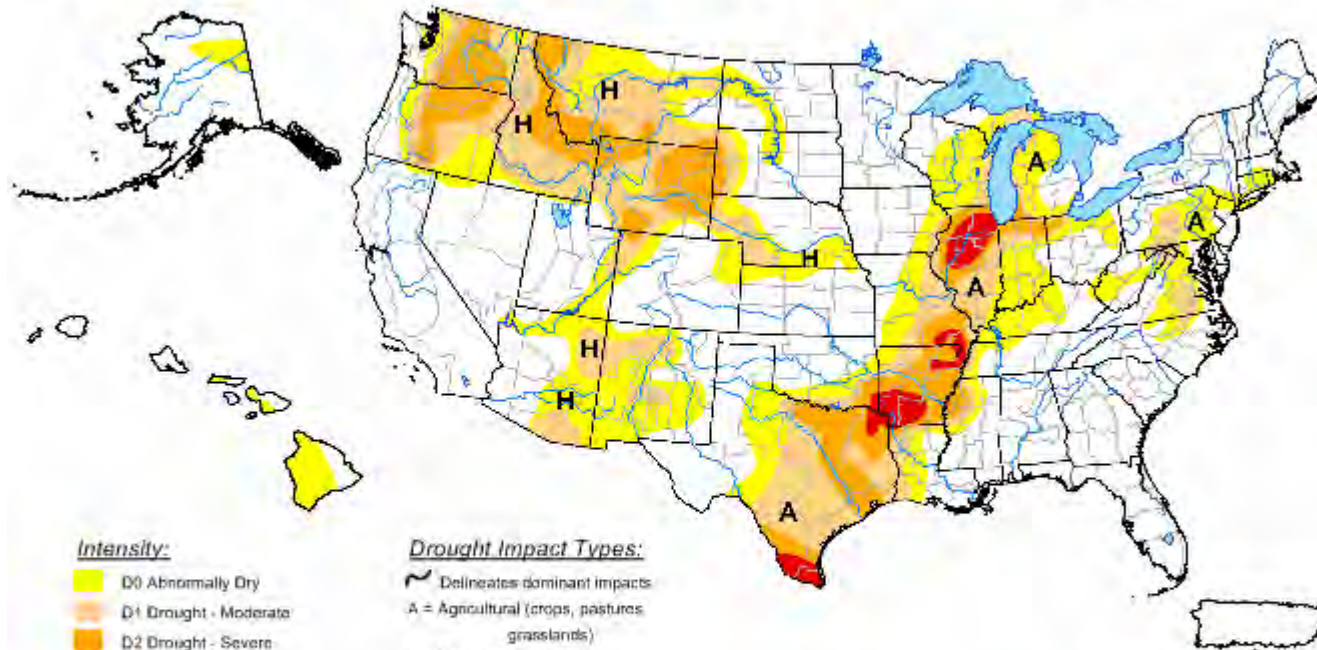 H
H
A
A
H
A
H
H
A
Intensity:
D0 Abnormally Dry
D1 Drought - Moderate
D2 Drought - Severe
Drought Impact Types:
Delineates dominant impacts
A = Agricultural (crops, pastures
grasslands)